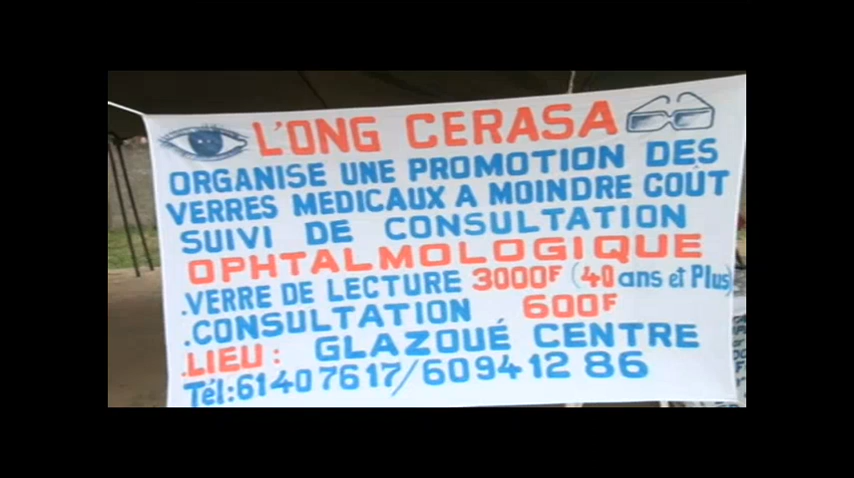 L'ONG CERASA
ORGANISE UNE PROMOTION DES
VERRES MEDICAUX A MOINDRE COÛT
SUIVI DE CONSULTATION
OPHTALMOLOGIQUE
.VERRE DE LECTURE 3000F (40 ans et Plus)
.CONSULTATION 600F
.LIEU : GLAZOUÉ CENTRE
Tél:61407617/60941286